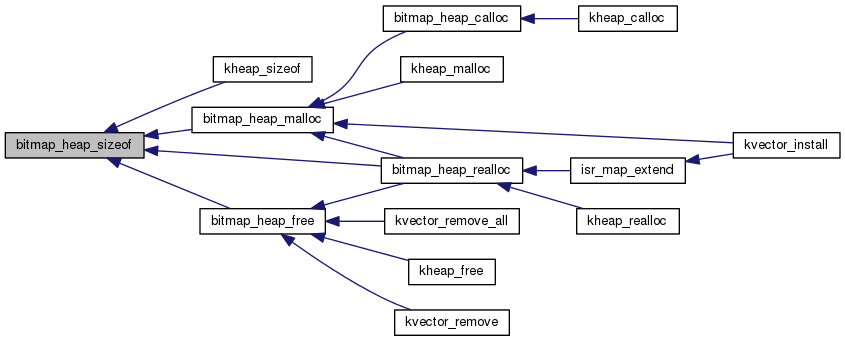 bitmap_heap_calloc
kheap_calloc
kheap_sizeof
kheap_malloc
bitmap_heap_malloc
bitmap_heap_sizeof
kvector_install
bitmap_heap_realloc
isr_map_extend
bitmap_heap_free
kvector_remove_all
kheap_realloc
kheap_free
kvector_remove